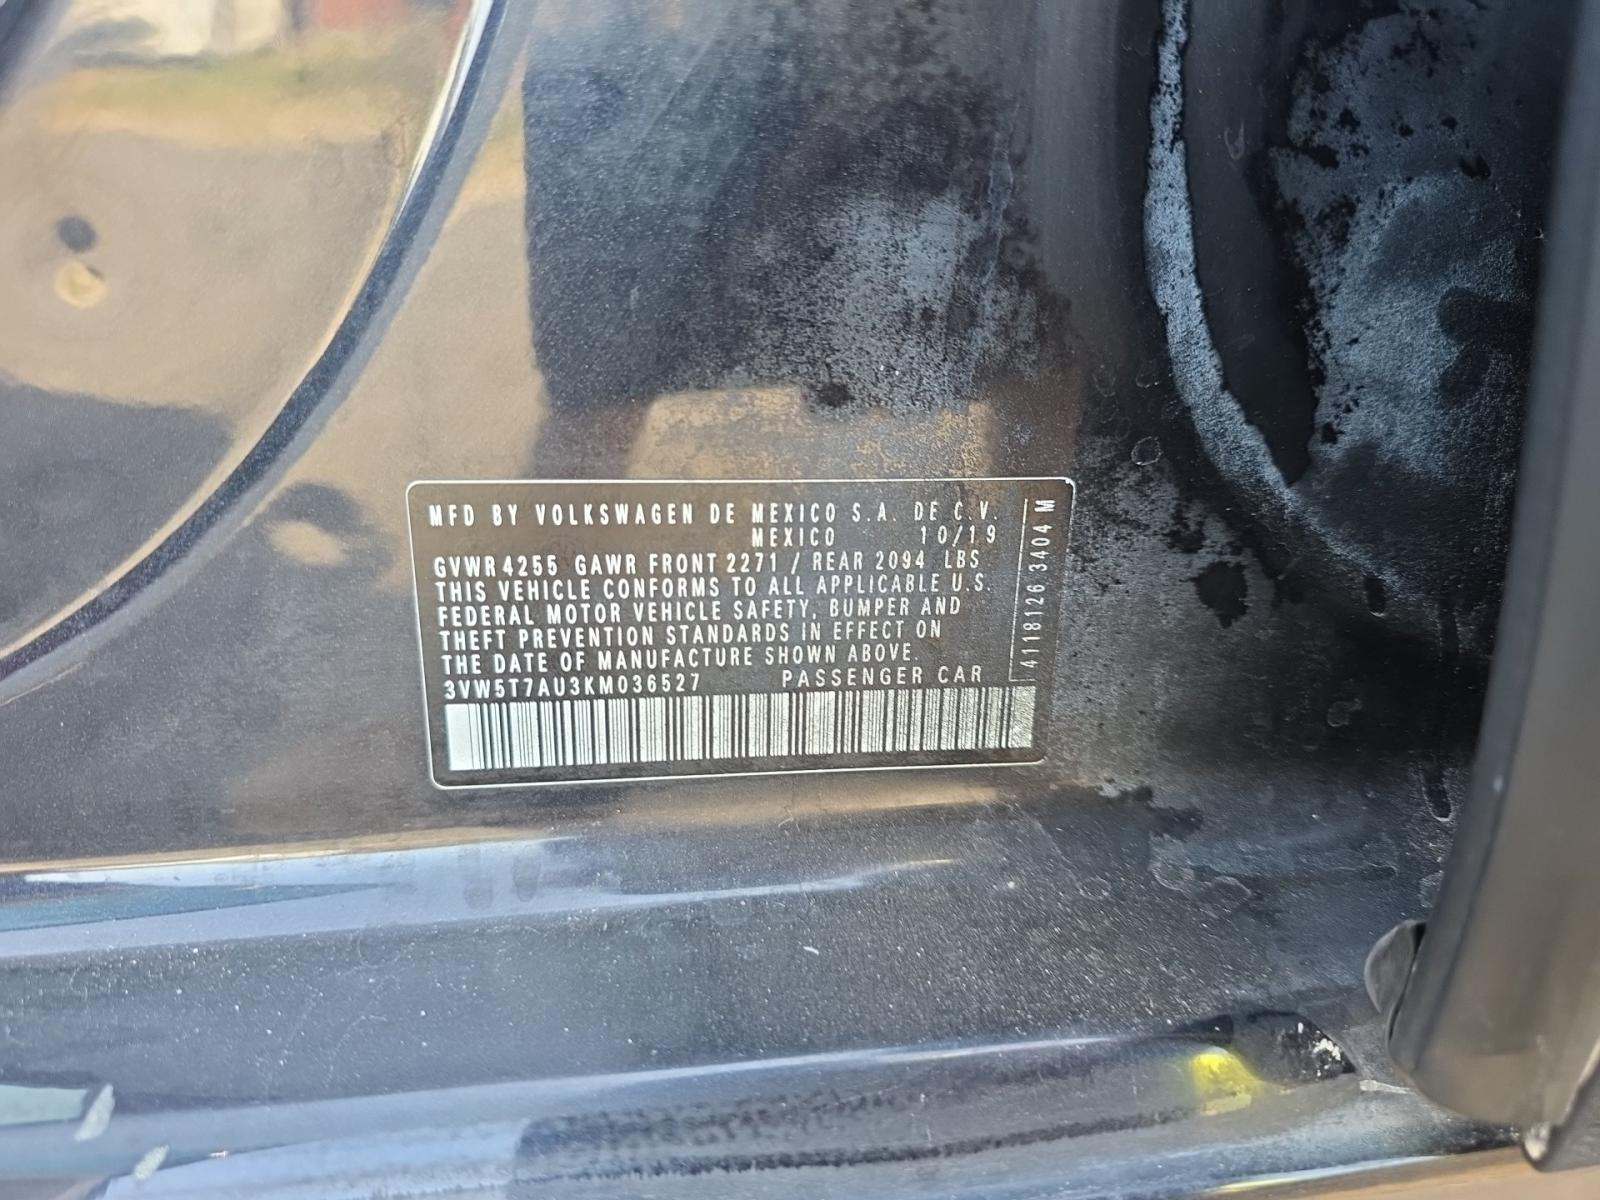 MFD BY VOLKSWAGEN DE MEXICO S.A. DE C.V.
MEXICO 10/19
GVWR 4255 GAWR FRONT 2271 / REAR 2094 LBS
THIS VEHICLE CONFORMS TO ALL APPLICABLE U.S.
FEDERAL MOTOR VEHICLE SAFETY, BUMPER AND
THEFT PREVENTION STANDARDS IN EFFECT ON
THE DATE OF MANUFACTURE SHOWN ABOVE.
3VW5T7AU3KM036527 PASSENGER CAR
4118126 3404 M